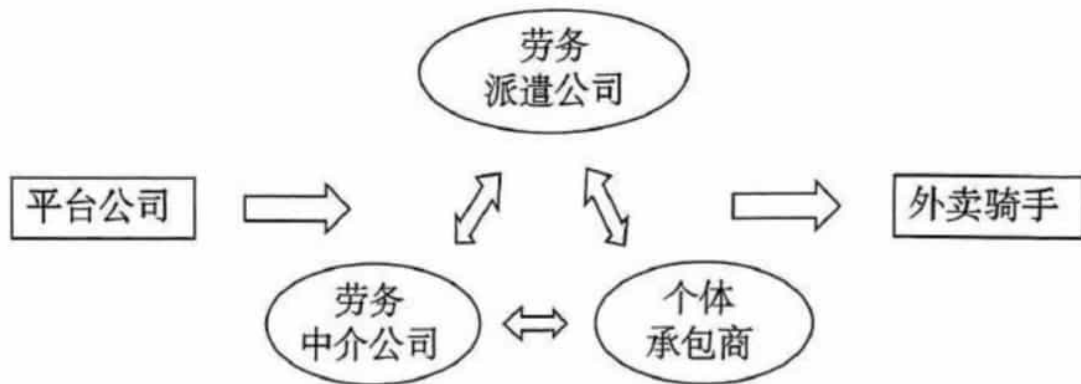 劳务
派遣公司
平台公司
外卖骑手
劳务
中介公司
个体
承包商